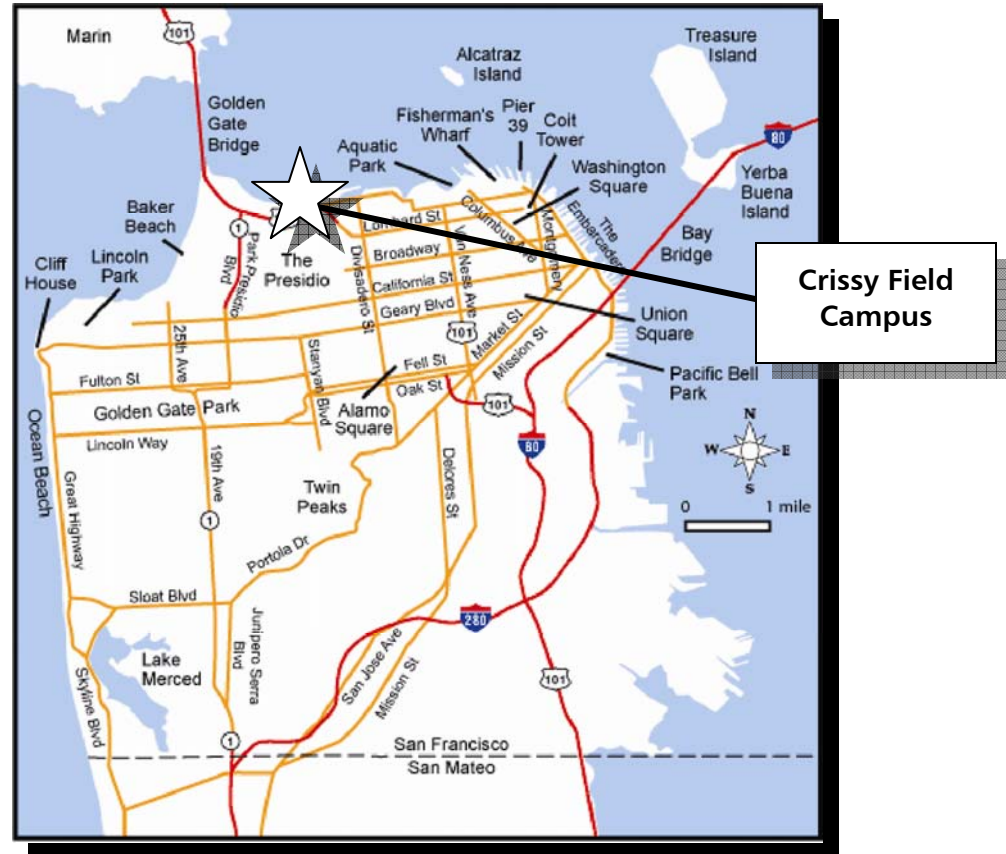 Marin
101
Treasure
Island
Alcatraz
Island
Golden
Gate
Bridge
Fisherman's
Wharf
Pier
39
Coit
Tower
80
Aquatic
Park
Washington
Square
Yerba
Buena
Island
Baker
Beach
Lombard St
Columbus Ave
Montgomery
The
Embarcadero
Bay
Bridge
1
Park Presidio
Blvd
The
Presidio
Divisadero St
Broadway
Van Ness Ave
California St
Geary Blvd
Cliff
House
Lincoln
Park
Crissy Field
Campus
Union
Square
25th Ave
Stanyan Blvd
101
Market St
Mission St
Fell St
Oak St
Pacific Bell
Park
Fulton St
Golden Gate Park
Alamo
Square
101
Lincoln Way
80
N
W
E
S
Ocean Beach
Great Highway
19th Ave
1
Twin
Peaks
Delores St
0
1 mile
Portola Dr
Sloat Blvd
280
Junipero Serra
Blvd
Lake
Merced
San Jose Ave
Mission St
Skyline Blvd
101
1
San Francisco
San Mateo